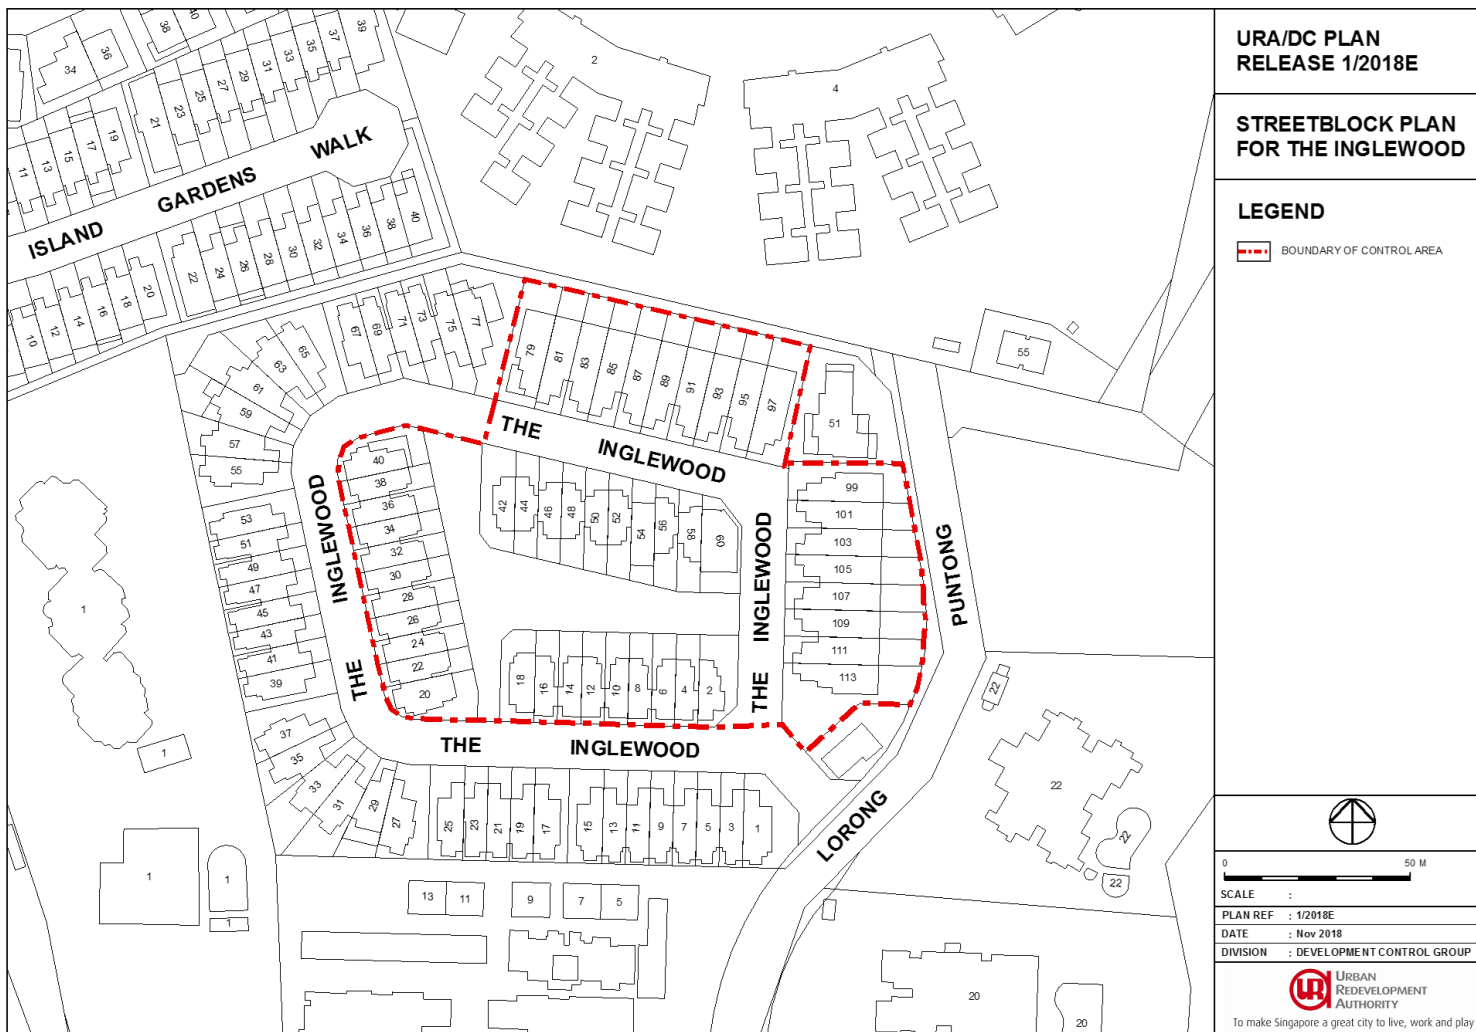 URA/DC PLAN
RELEASE 1/2018E
STREETBLOCK PLAN
FOR THE INGLEWOOD
LEGEND
BOUNDARY OF CONTROL AREA
0 50 M
SCALE :
PLAN REF : 1/2018E
DATE : Nov 2018
DIVISION : DEVELOPMENT CONTROL GROUP
URBAN
REDEVELOPMENT
AUTHORITY
To make Singapore a great city to live, work and play
ISLAND GARDENS WALK
THE INGLEWOOD
THE INGLEWOOD
THE INGLEWOOD
THE INGLEWOOD
LORONG PUNTONG
34 36 38 40
11 13 15 17 19
21 23 25 27 29 31 33 35 37 39
10 12 14 16 18 20
22 24 26 28 30 32 34 36 38 40
2
4
55
51
67 69 71 73 75 77
79 81 83 85 87 89 91 93 95 97
65
63
61
59
57
55
53
51
49
47
45
43
41
39
37
35
33
31
29
27
40
38
36
34
32
30
28
26
24
22
20
42 44 46 48 50 52 54 56 58 60
18 16 14 12 10 8 6 4 2
99
101
103
105
107
109
111
113
25 23 21 19 17 15 13 11 9 7 5 3 1
1
1
1
1
1
13 11 9 7 5
22
22
22
22
20
20